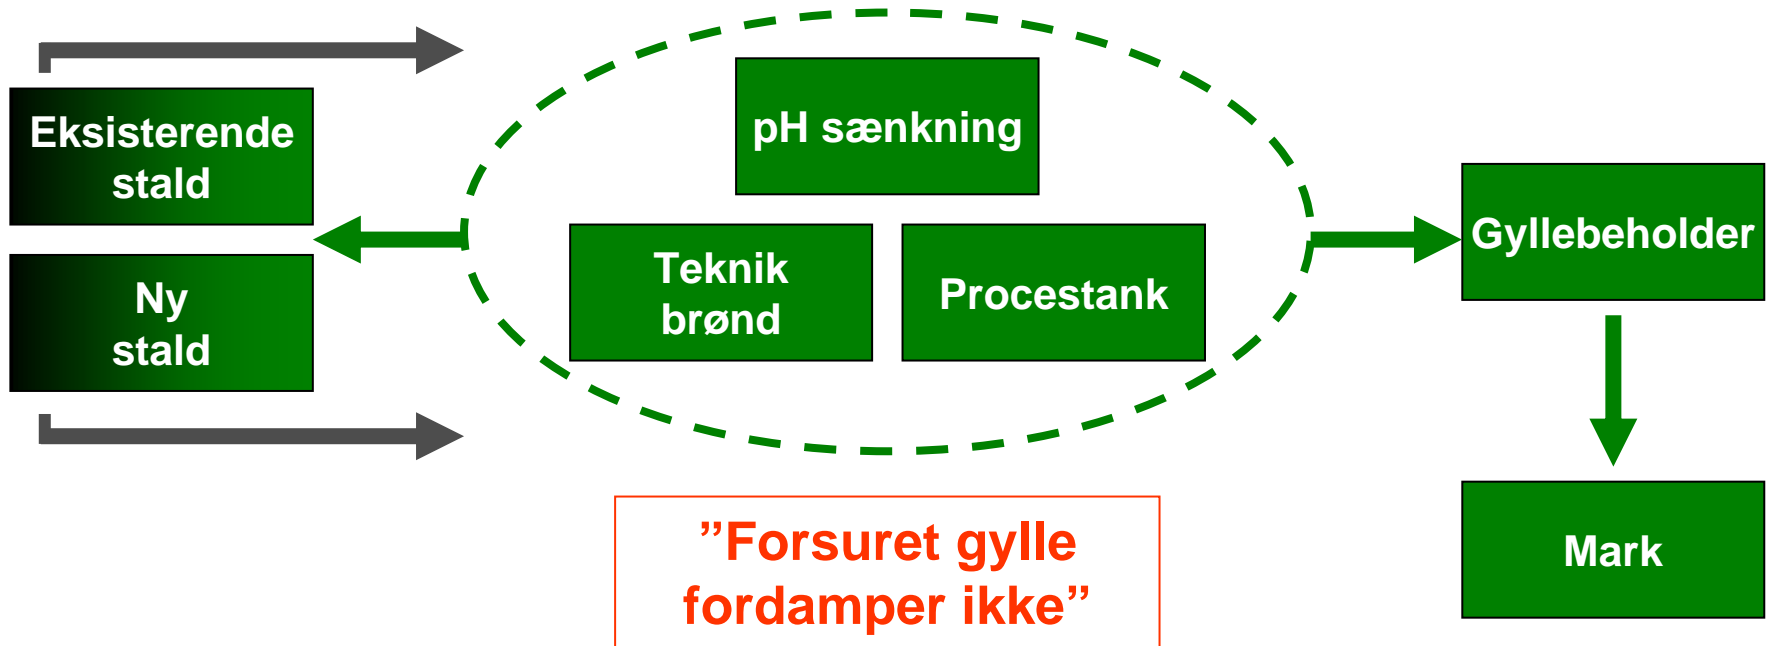 Eksisterende
stald
Ny
stald
pH sænkning
Teknik
brønd
Procestank
Gyllebeholder
Mark
”Forsuret gylle
fordamper ikke”